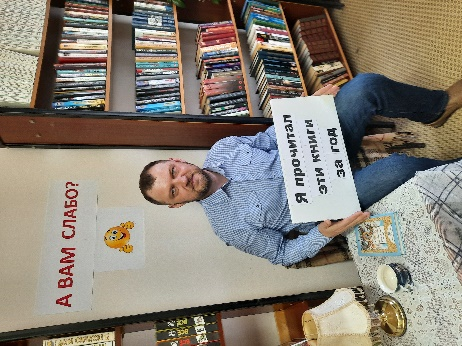 А ВАМ СЛАБО?
Я прочитал
эти книги
за год